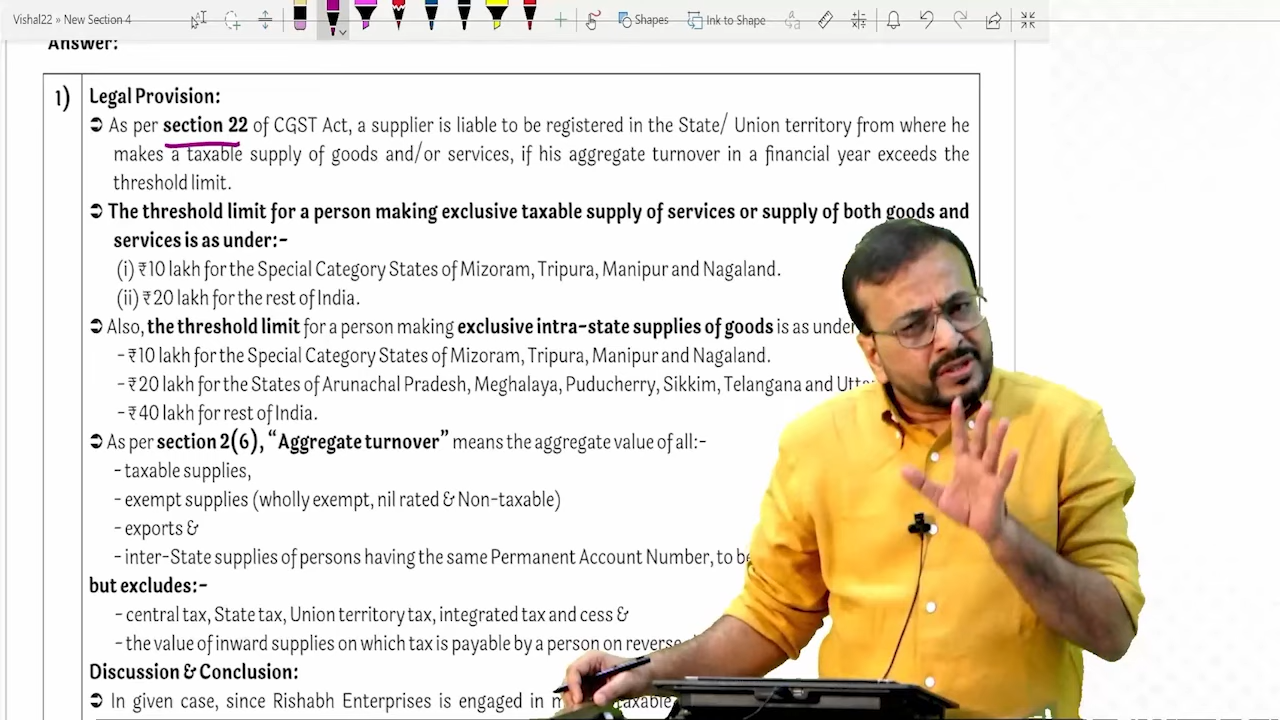 Vishal22 » New Section 4
Shapes
Ink to Shape
Answer:
1)
Legal Provision:
➲ As per section 22 of CGST Act, a supplier is liable to be registered in the State/ Union territory from where he
makes a taxable supply of goods and/or services, if his aggregate turnover in a financial year exceeds the
threshold limit.
➲ The threshold limit for a person making exclusive taxable supply of services or supply of both goods and
services is as under:-
(i) ₹10 lakh for the Special Category States of Mizoram, Tripura, Manipur and Nagaland.
(ii) ₹20 lakh for the rest of India.
➲ Also, the threshold limit for a person making exclusive intra-state supplies of goods is as under
- ₹10 lakh for the Special Category States of Mizoram, Tripura, Manipur and Nagaland.
- ₹20 lakh for the States of Arunachal Pradesh, Meghalaya, Puducherry, Sikkim, Telangana and
- ₹40 lakh for rest of India.
➲ As per section 2(6), “Aggregate turnover” means the aggregate value of all:-
- taxable supplies,
- exempt supplies (wholly exempt, nil rated & Non-taxable)
- exports &
- inter-State supplies of persons having the same Permanent Account Number, to be
but excludes:-
- central tax, State tax, Union territory tax, integrated tax and cess &
- the value of inward supplies on which tax is payable by a person on reverse
Discussion & Conclusion:
➲ In given case, since Rishabh Enterprises is engaged in taxable